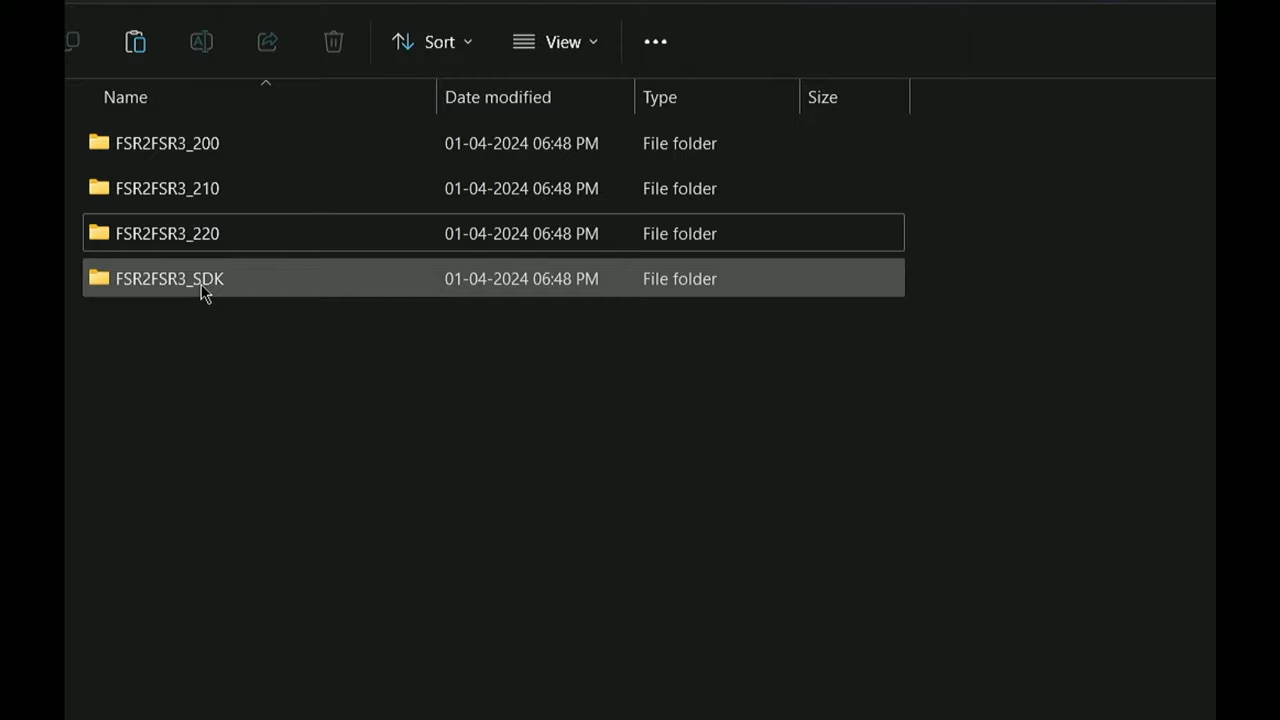 Sort View
Name Date modified Type Size
FSR2FSR3_200 01-04-2024 06:48 PM File folder
FSR2FSR3_210 01-04-2024 06:48 PM File folder
FSR2FSR3_220 01-04-2024 06:48 PM File folder
FSR2FSR3_SDK 01-04-2024 06:48 PM File folder